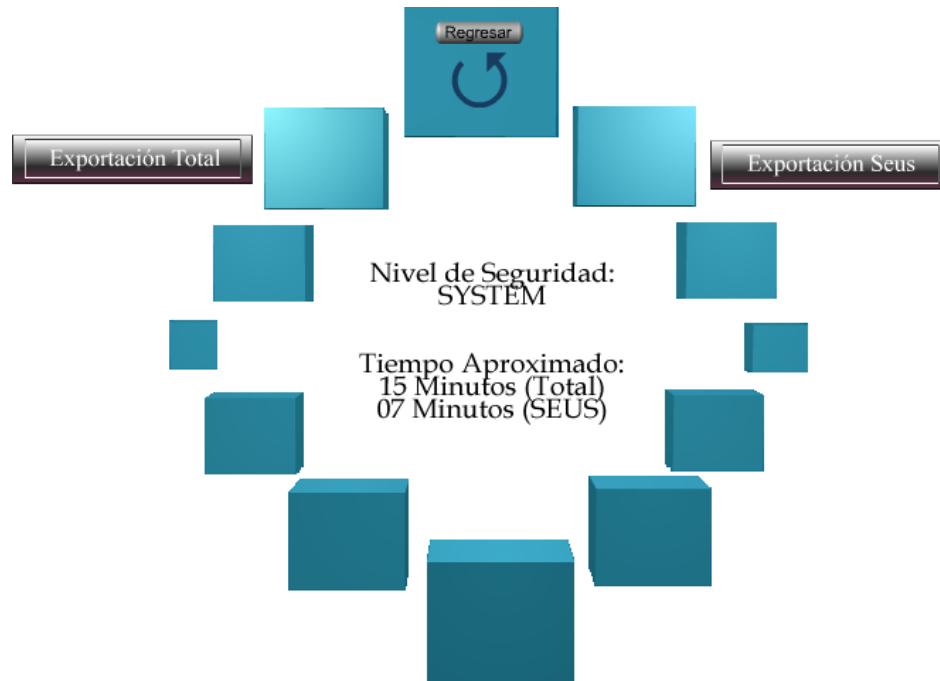 Regresar
Exportación Total
Exportación Seus
Nivel de Seguridad:
SYSTEM
Tiempo Aproximado:
15 Minutos (Total)
07 Minutos (SEUS)